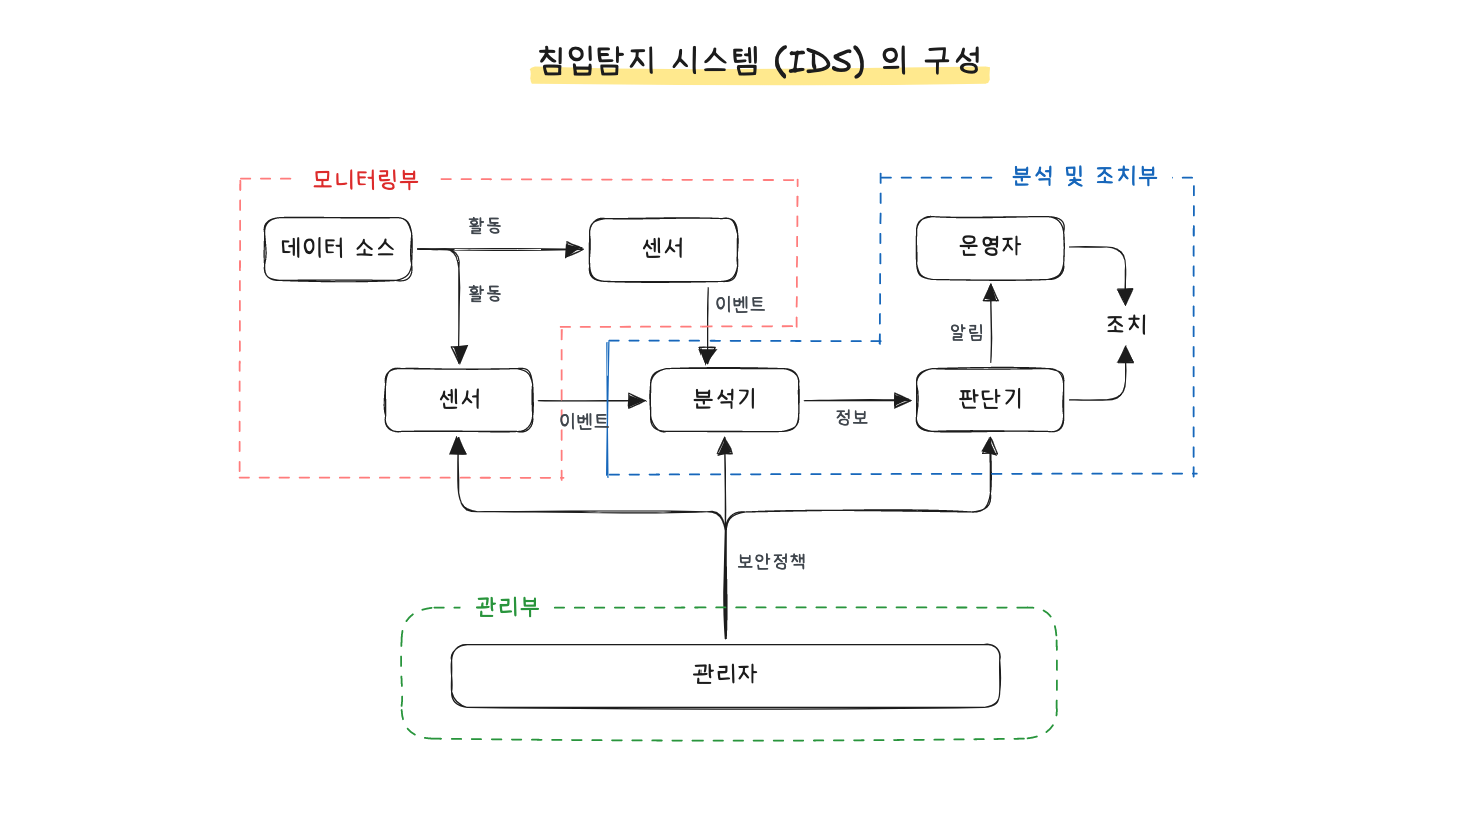 침입탐지 시스템 (IDS) 의 구성
모니터링부
분석 및 조치부
데이터 소스
활동
센서
운영자
활동
이벤트
알림
조치
센서
이벤트
분석기
정보
판단기
보안정책
관리부
관리자